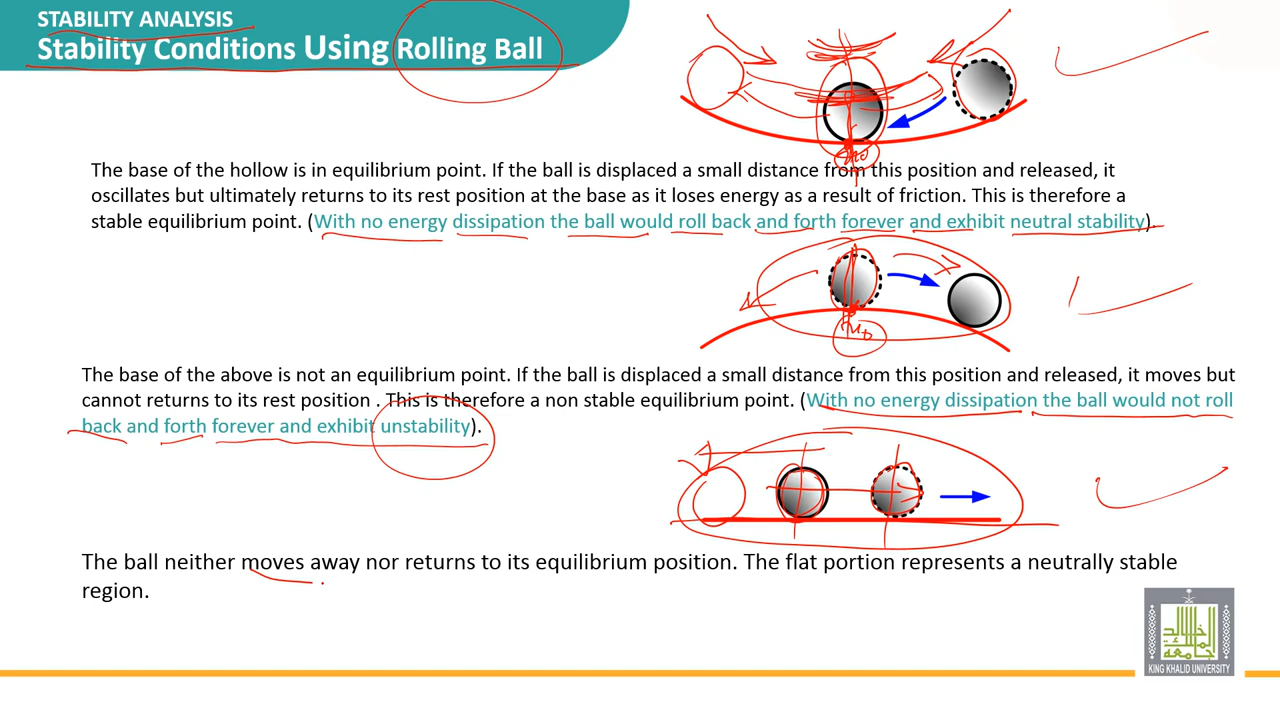 STABILITY ANALYSIS
Stability Conditions Using Rolling Ball
The base of the hollow is in equilibrium point. If the ball is displaced a small distance from this position and released, it
oscillates but ultimately returns to its rest position at the base as it loses energy as a result of friction. This is therefore a
stable equilibrium point. (With no energy dissipation the ball would roll back and forth forever and exhibit neutral stability).
The base of the above is not an equilibrium point. If the ball is displaced a small distance from this position and released, it moves but
cannot returns to its rest position . This is therefore a non stable equilibrium point. (With no energy dissipation the ball would not roll
back and forth forever and exhibit unstability).
The ball neither moves away nor returns to its equilibrium position. The flat portion represents a neutrally stable
region.
KING KHALID UNIVERSITY